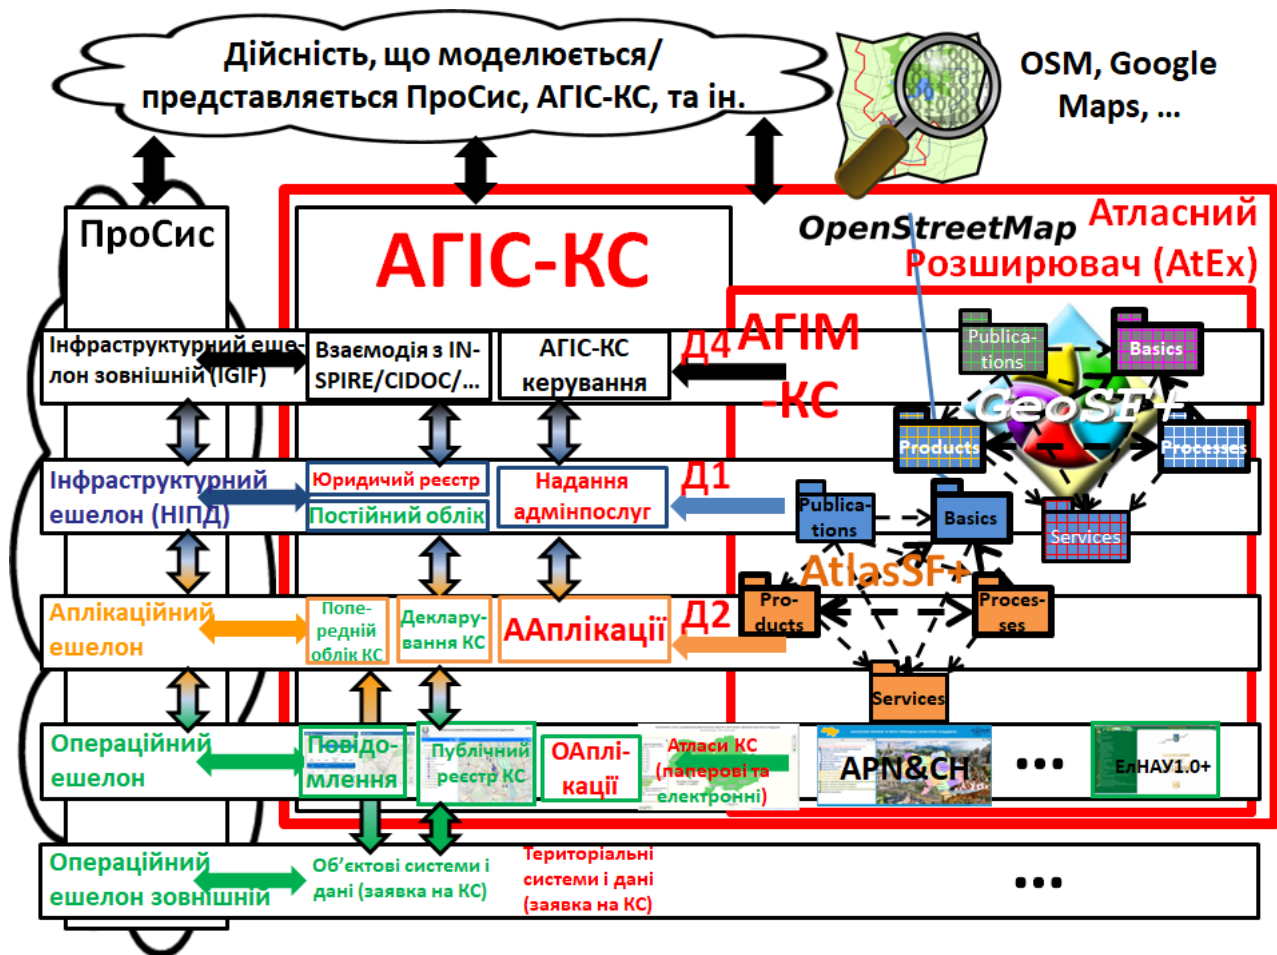 Дійсність, що моделюється/
представляється ПроСис, АГІС-КС, та ін.
OSM, Google
Maps, ...
ПроСис
АГІС-КС
OpenStreetMap
Атласний
Розширювач (AtEx)
Інфраструктурний еше-
лон зовнішній (IGIF)
Взаємодія з IN-
SPIRE/CIDOC/...
АГІС-КС
керування
Д4
АГІМ
-КС
Publica-
tions
Basics
GeoSF+
Products
Processes
Services
Інфраструктурний
ешелон (НІПД)
Юридичий реєстр
Постійний облік
Надання
адмінпослуг
Д1
Publica-
tions
Basics
AtlasSF+
Pro-
ducts
Proces-
ses
Services
Аплікаційний
ешелон
Попе-
редній
облік КС
Деклару-
вання КС
ААплікації
Д2
Операційний
ешелон
Повідо-
млення
Публічний
реєстр КС
ОАплі-
кації
Атласи КС
(паперові та
електронні)
APN&CH
...
ЕлНАУ1.0+
Операційний
ешелон зовнішній
Об’єктові системи і
дані (заявка на КС)
Територіальні
системи і дані
(заявка на КС)
...